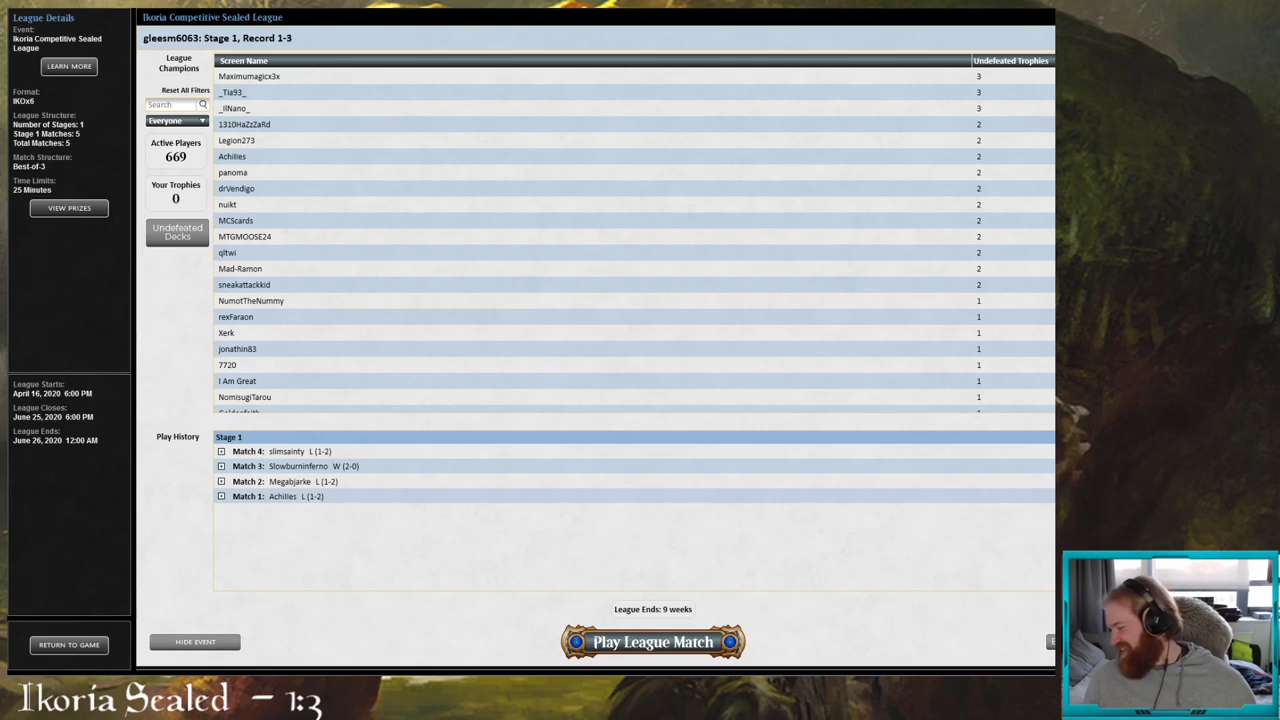 League Details
Event:
Ikoria Competitive Sealed
League
LEARN MORE
Format:
IKOx6
League Structure:
Number of Stages: 1
Stage 1 Matches: 5
Total Matches: 5
Match Structure:
Best-of-3
Time Limits:
25 Minutes
VIEW PRIZES
League Starts:
April 16, 2020 6:00 PM
League Closes:
June 25, 2020 6:00 PM
League Ends:
June 26, 2020 12:00 AM
RETURN TO GAME
Ikoria Competitive Sealed League
gleesm6063: Stage 1, Record 1-3
League
Champions
Reset All Filters
Search
Everyone
Active Players
669
Your Trophies
0
Undefeated
Decks
Screen Name Undefeated Trophies
Maximumagicx3x 3
_Tia93_ 3
_IlNano_ 3
1310HaZzZaRd 2
Legion273 2
Achilles 2
panoma 2
drVendigo 2
nuikt 2
MCScards 2
MTGMOOSE24 2
qltwi 2
Mad-Ramon 2
sneakattackkid 2
NumotTheNummy 1
rexFaraon 1
Xerk 1
jonathin83 1
7720 1
I Am Great 1
NomisugiTarou 1
Play History
Stage 1
Match 4: slimsainty L (1-2)
Match 3: Slowburninferno W (2-0)
Match 2: Megabjarke L (1-2)
Match 1: Achilles L (1-2)
League Ends: 9 weeks
HIDE EVENT
Play League Match
Ikoria Sealed - 1:3